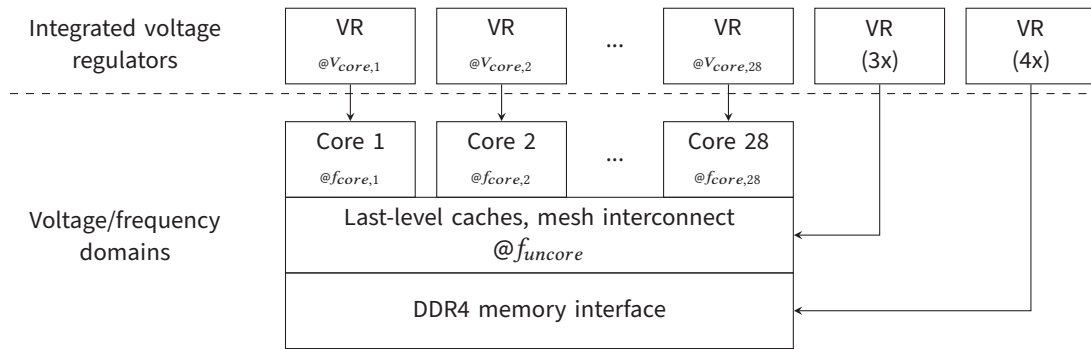 Integrated voltage
regulators
VR
@V_core,1
VR
@V_core,2
...
VR
@V_core,28
VR
(3x)
VR
(4x)
Voltage/frequency
domains
Core 1
@f_core,1
Core 2
@f_core,2
...
Core 28
@f_core,28
Last-level caches, mesh interconnect
@f_uncore
DDR4 memory interface